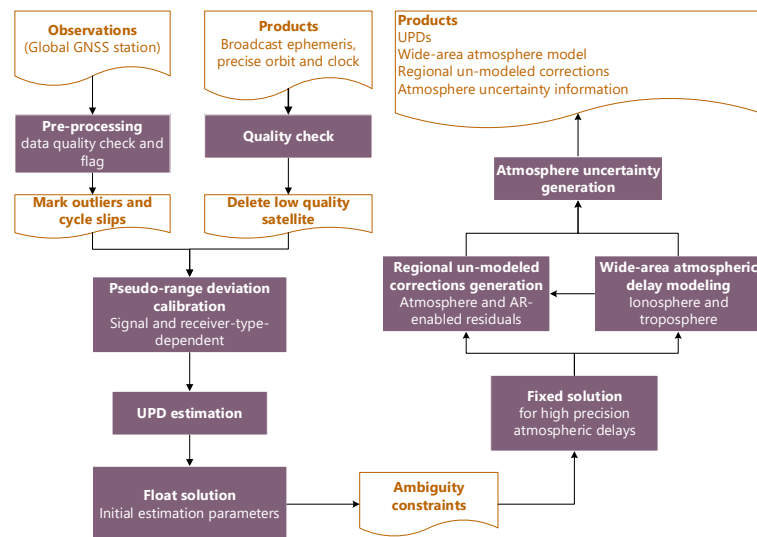 Observations
(Global GNSS station)
Products
Broadcast ephemeris,
precise orbit and clock
Products
UPDs
Wide-area atmosphere model
Regional un-modeled corrections
Atmosphere uncertainty information
Pre-processing
data quality check and
flag
Quality check
Mark outliers and
cycle slips
Delete low quality
satellite
Atmosphere uncertainty
generation
Pseudo-range deviation
calibration
Signal and receiver-type-
dependent
Regional un-modeled
corrections generation
Atmosphere and AR-
enabled residuals
Wide-area atmospheric
delay modeling
Ionosphere and
troposphere
UPD estimation
Fixed solution
for high precision
atmospheric delays
Float solution
Initial estimation parameters
Ambiguity
constraints